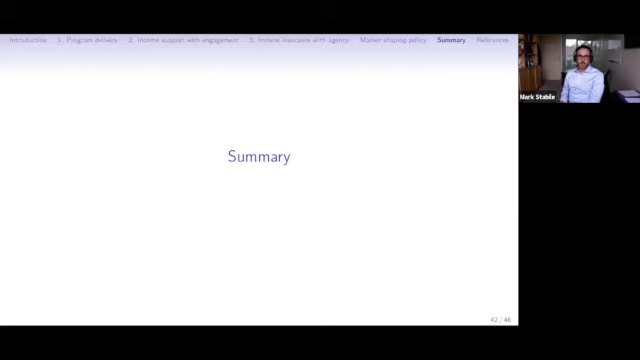 Introduction 1. Program delivery 2. Income support with engagement 3. Income insurance with agency Market shaping policy Summary References
Mark Stabile
Summary
42 / 46